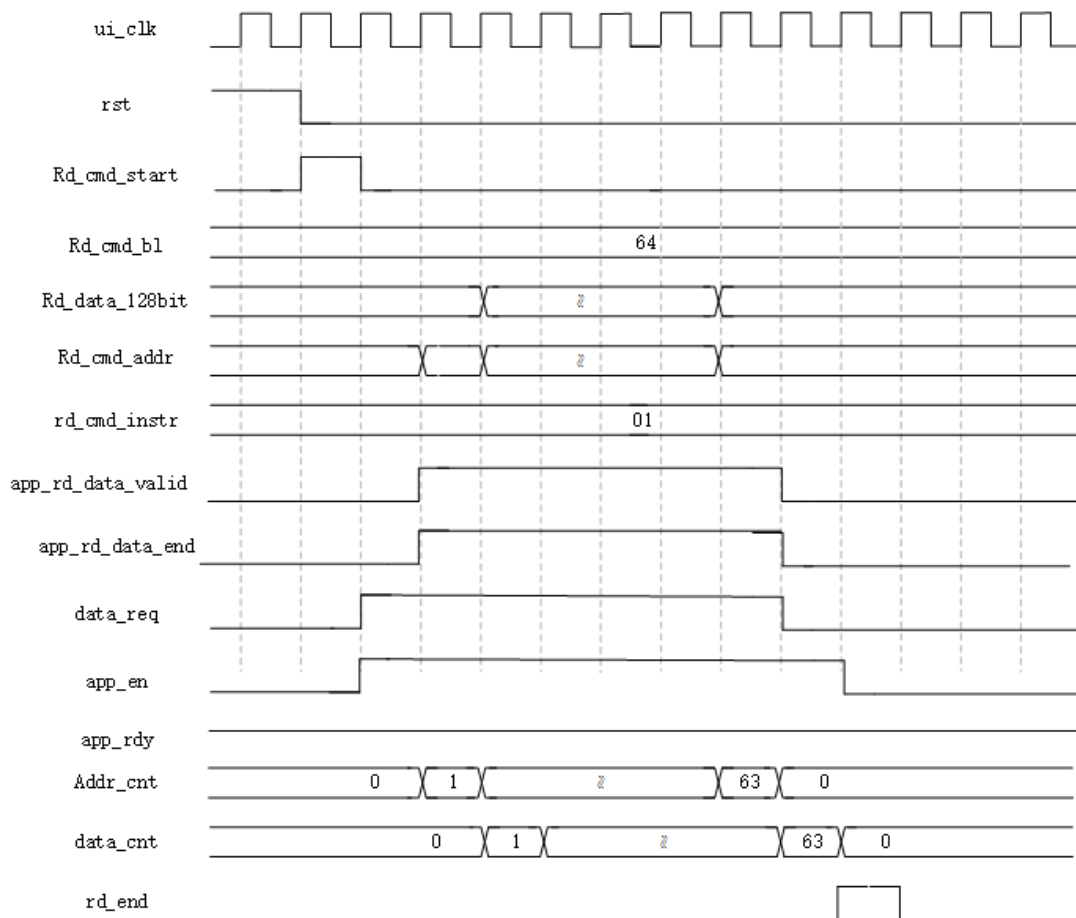 ui_clk
rst
Rd_cmd_start
Rd_cmd_bl 64
Rd_data_128bit
Rd_cmd_addr
rd_cmd_instr 01
app_rd_data_valid
app_rd_data_end
data_req
app_en
app_rdy
Addr_cnt 0 1 63 0
data_cnt 0 1 63 0
rd_end